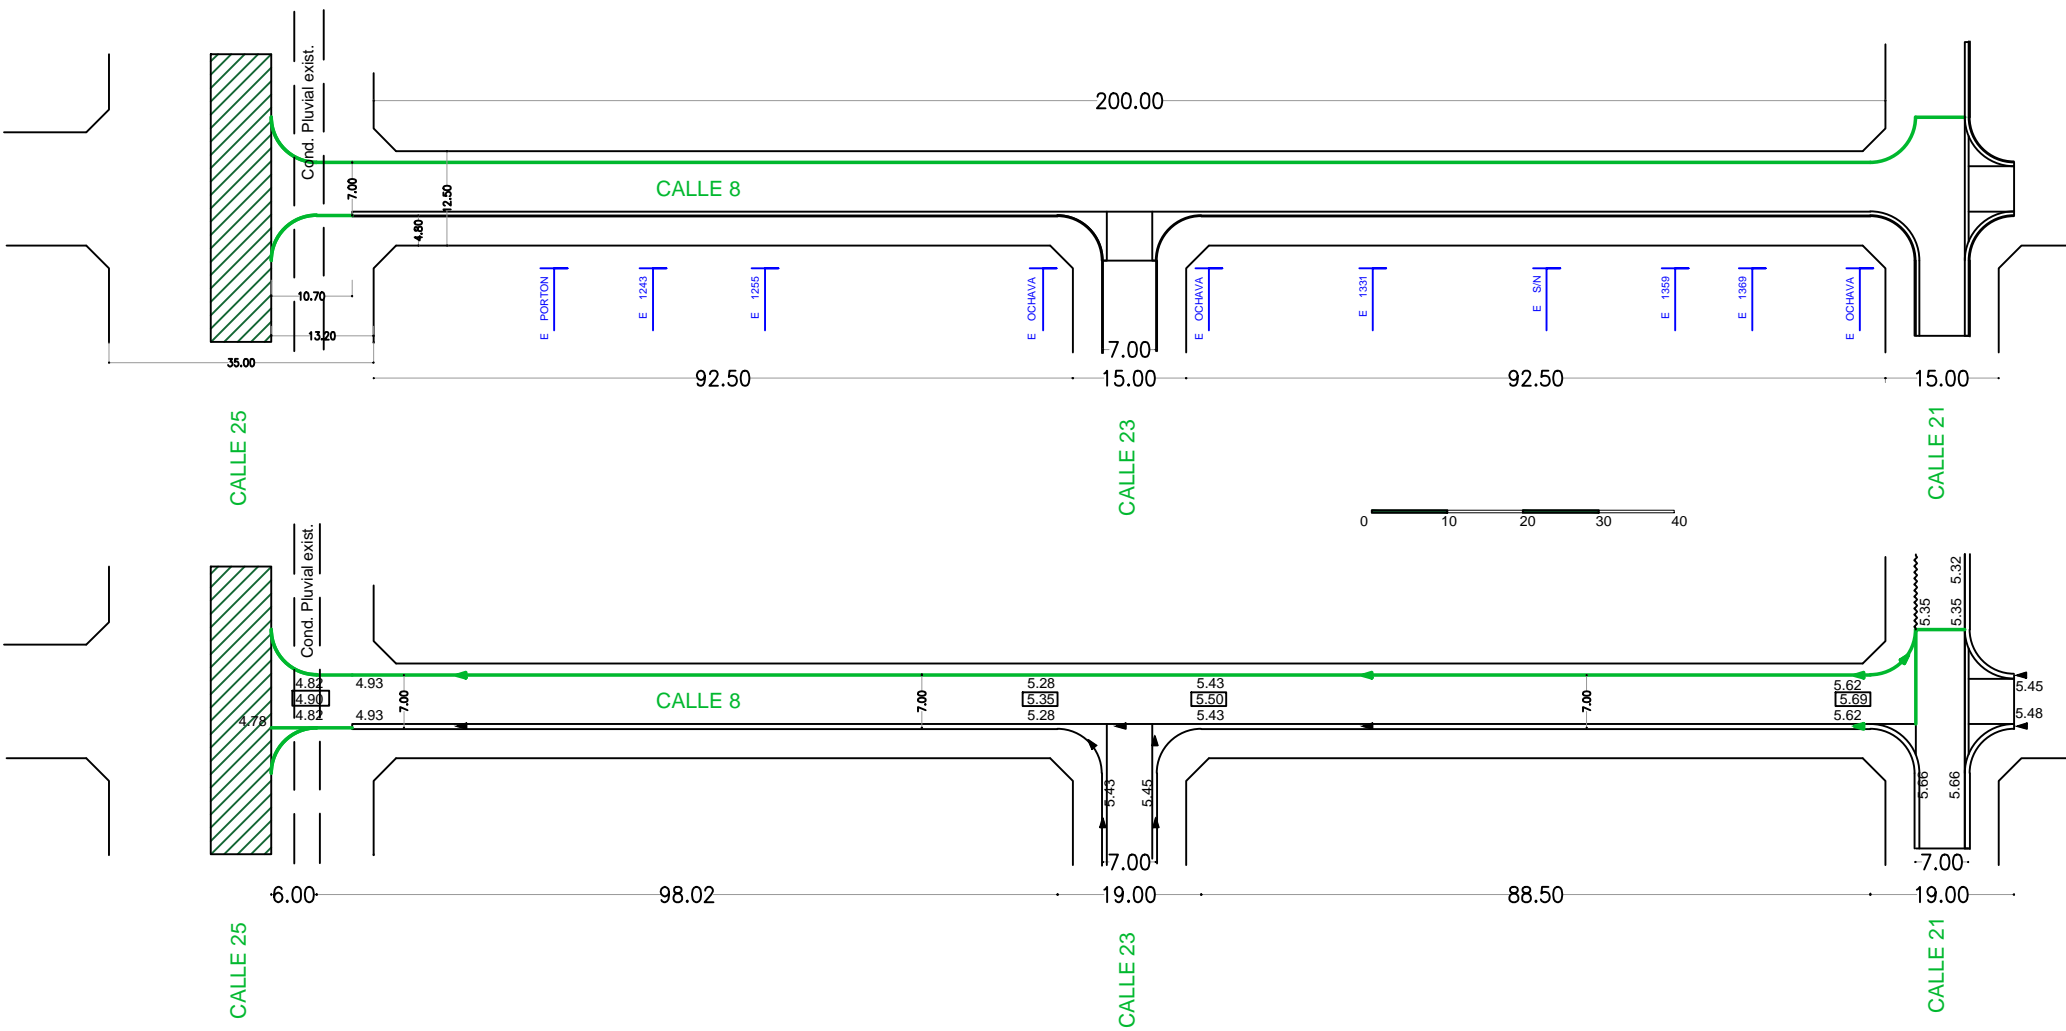 Cond. Pluvial exist.
200.00
7.00
CALLE 8
12.50
4.80
10.70
13.20
35.00
E PORTON
E 1243
E 1255
E OCHAVA
E OCHAVA
E 1331
E S/N
E 1359
E 1369
E OCHAVA
7.00
92.50
15.00
92.50
15.00
CALLE 25
CALLE 23
CALLE 21
0 10 20 30 40
Cond. Pluvial exist.
5.32
5.35
5.35
4.82
4.93
5.28
5.43
5.62
5.45
4.90
7.00
CALLE 8
7.00
5.35
5.50
7.00
5.69
4.78
4.82
4.93
5.28
5.43
5.62
5.48
5.43
5.45
5.66
5.66
7.00
7.00
6.00
98.02
19.00
88.50
19.00
CALLE 25
CALLE 23
CALLE 21